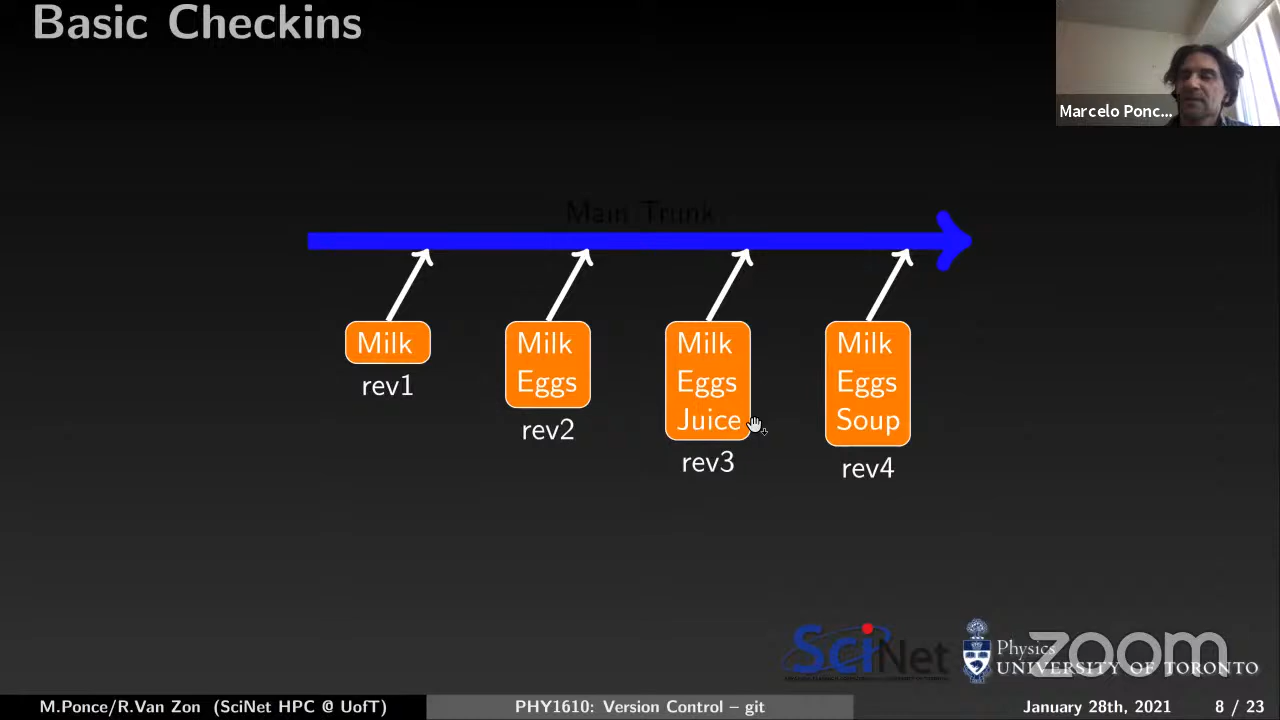 Basic Checkins
Marcelo Ponc...
Main Trunk
Milk
rev1
Milk
Eggs
rev2
Milk
Eggs
Juice
rev3
Milk
Eggs
Soup
rev4
SciNet
Physics
UNIVERSITY OF TORONTO
zoom
M.Ponce/R.Van Zon (SciNet HPC @ UofT)
PHY1610: Version Control – git
January 28th, 2021
8 / 23